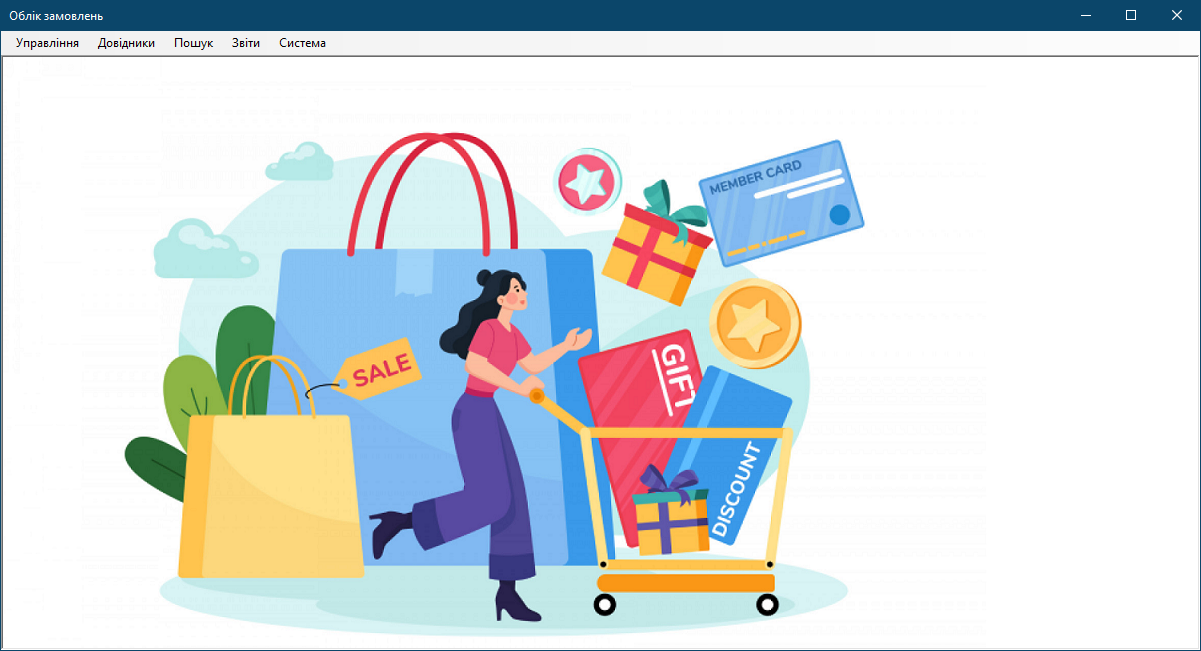 Облік замовлень
Управління Довідники Пошук Звіти Система
MEMBER CARD
SALE
GIFT
DISCOUNT